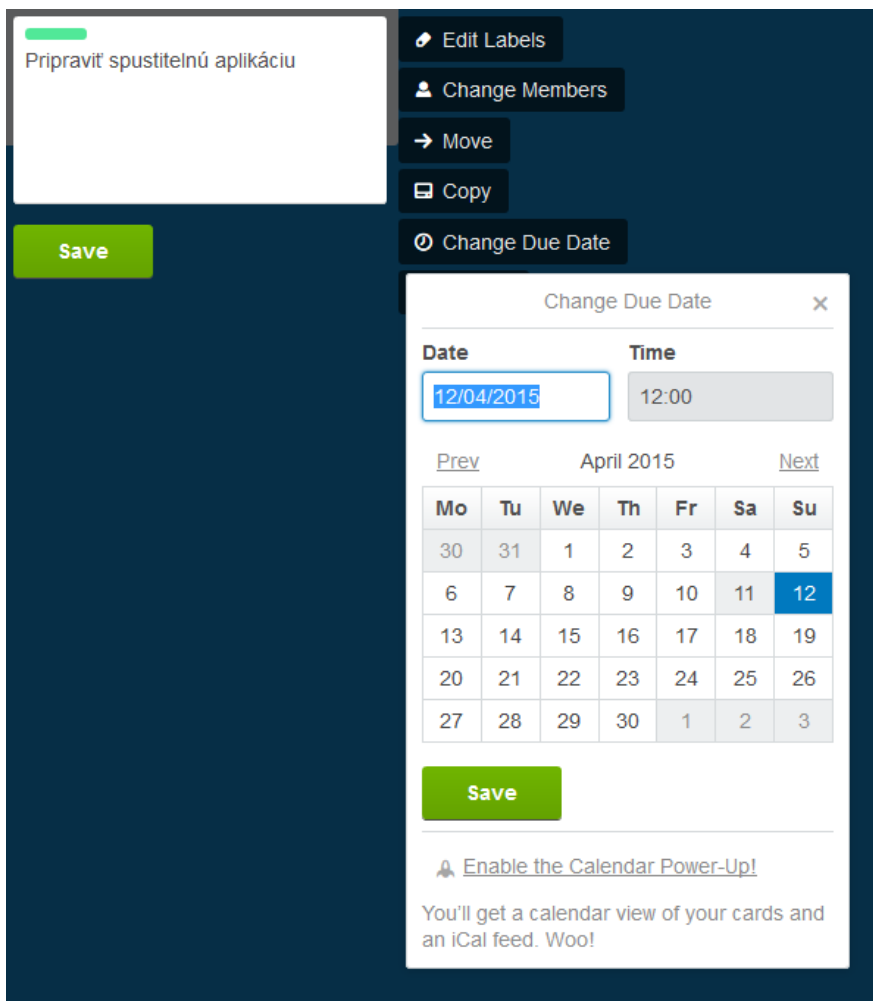 Pripraviť spustitelnú aplikáciu
Save
Edit Labels
Change Members
Move
Copy
Change Due Date
Change Due Date ×
Date Time
12/04/2015 12:00
Prev April 2015 Next
Mo Tu We Th Fr Sa Su
30 31 1 2 3 4 5
6 7 8 9 10 11 12
13 14 15 16 17 18 19
20 21 22 23 24 25 26
27 28 29 30 1 2 3
Save
Enable the Calendar Power-Up!
You'll get a calendar view of your cards and
an iCal feed. Woo!